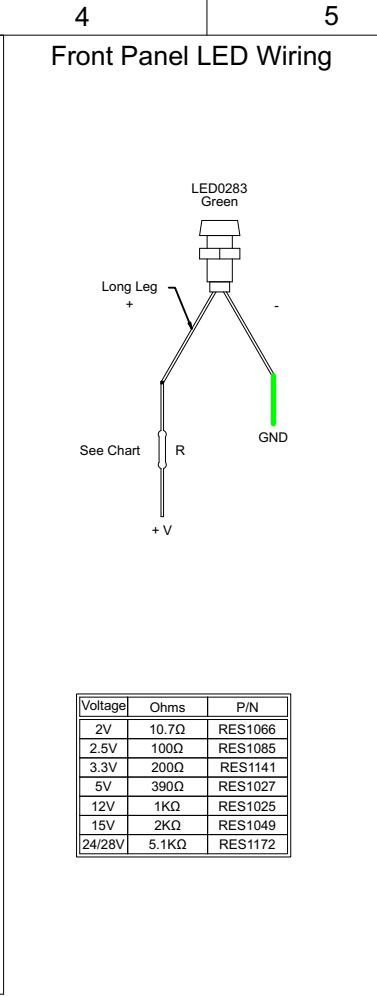 4 5
Front Panel LED Wiring
LED0283
Green
Long Leg
+ -
See Chart R
GND
+ V
Voltage Ohms P/N
2V 10.7Ω RES1066
2.5V 100Ω RES1085
3.3V 200Ω RES1141
5V 390Ω RES1027
12V 1KΩ RES1025
15V 2KΩ RES1049
24/28V 5.1KΩ RES1172